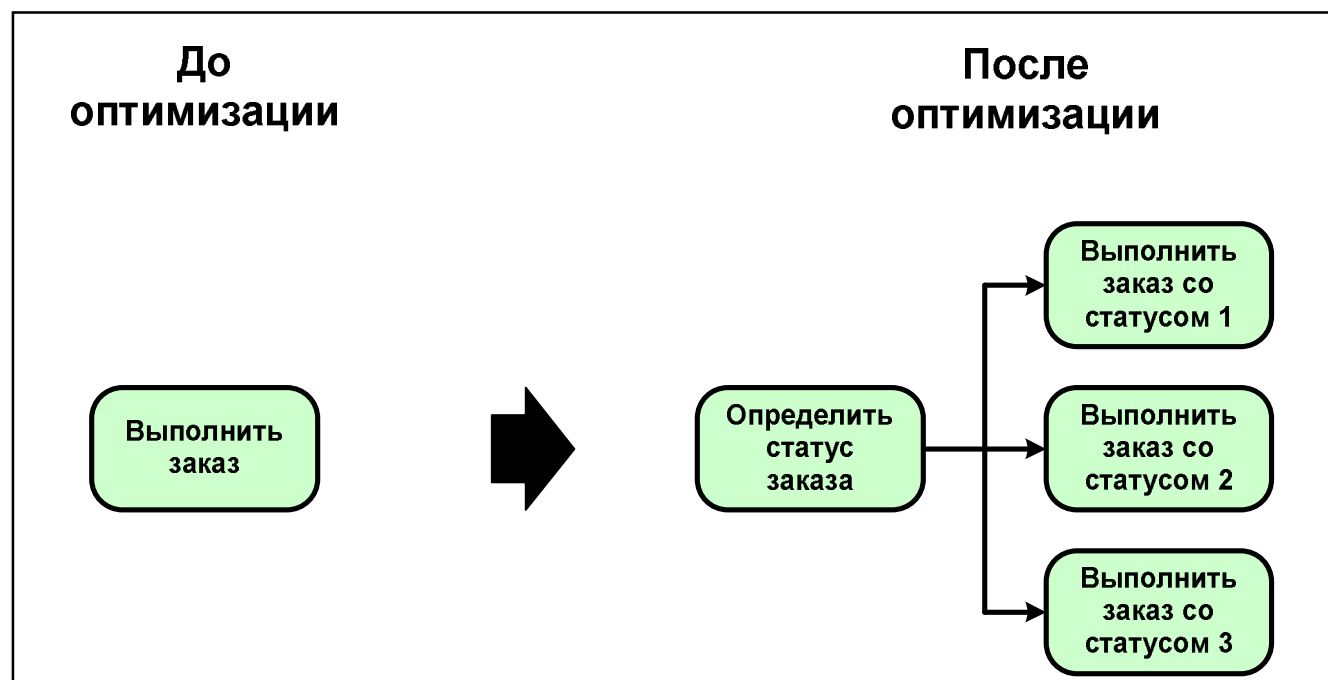 До
оптимизации
После
оптимизации
Выполнить
заказ
Определить
статус
заказа
Выполнить
заказ со
статусом 1
Выполнить
заказ со
статусом 2
Выполнить
заказ со
статусом 3